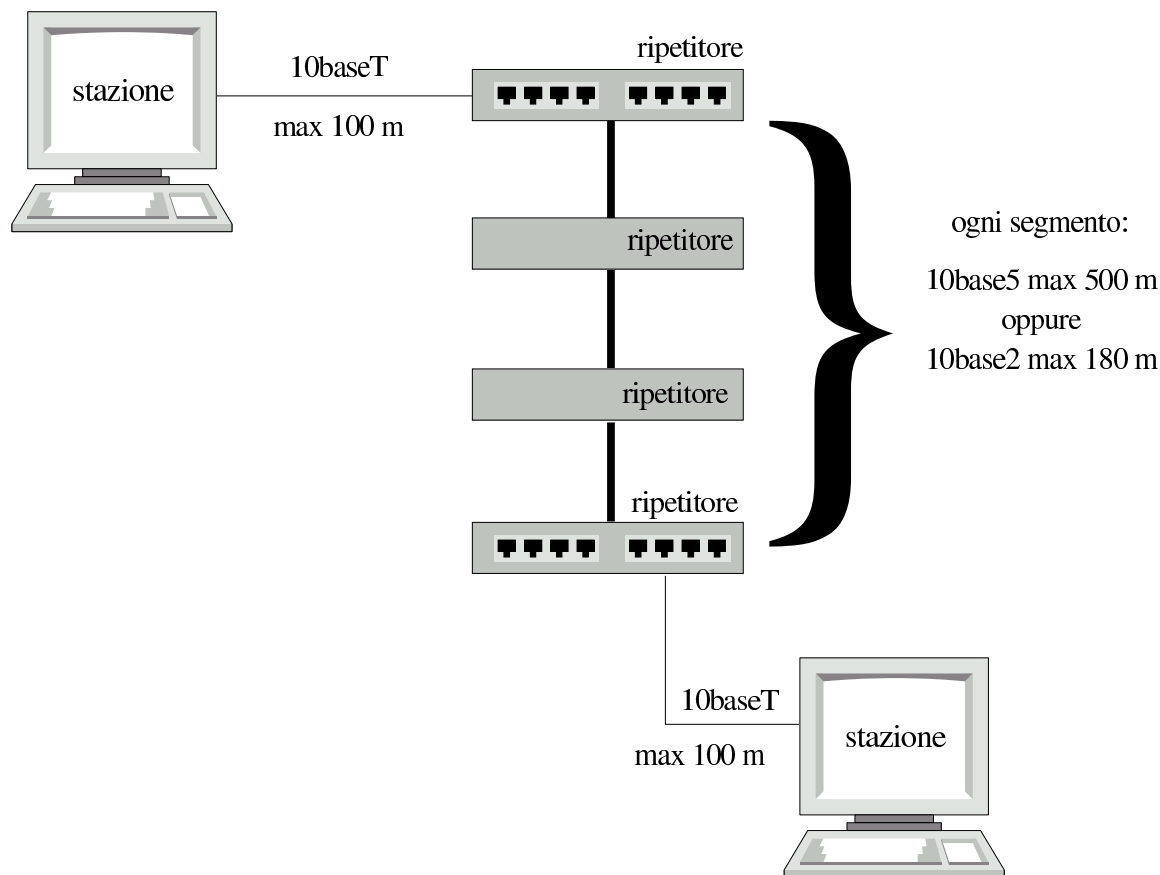 stazione
10baseT
max 100 m
ripetitore
ripetitore
ripetitore
ripetitore
ogni segmento:
10base5 max 500 m
oppure
10base2 max 180 m
10baseT
max 100 m
stazione